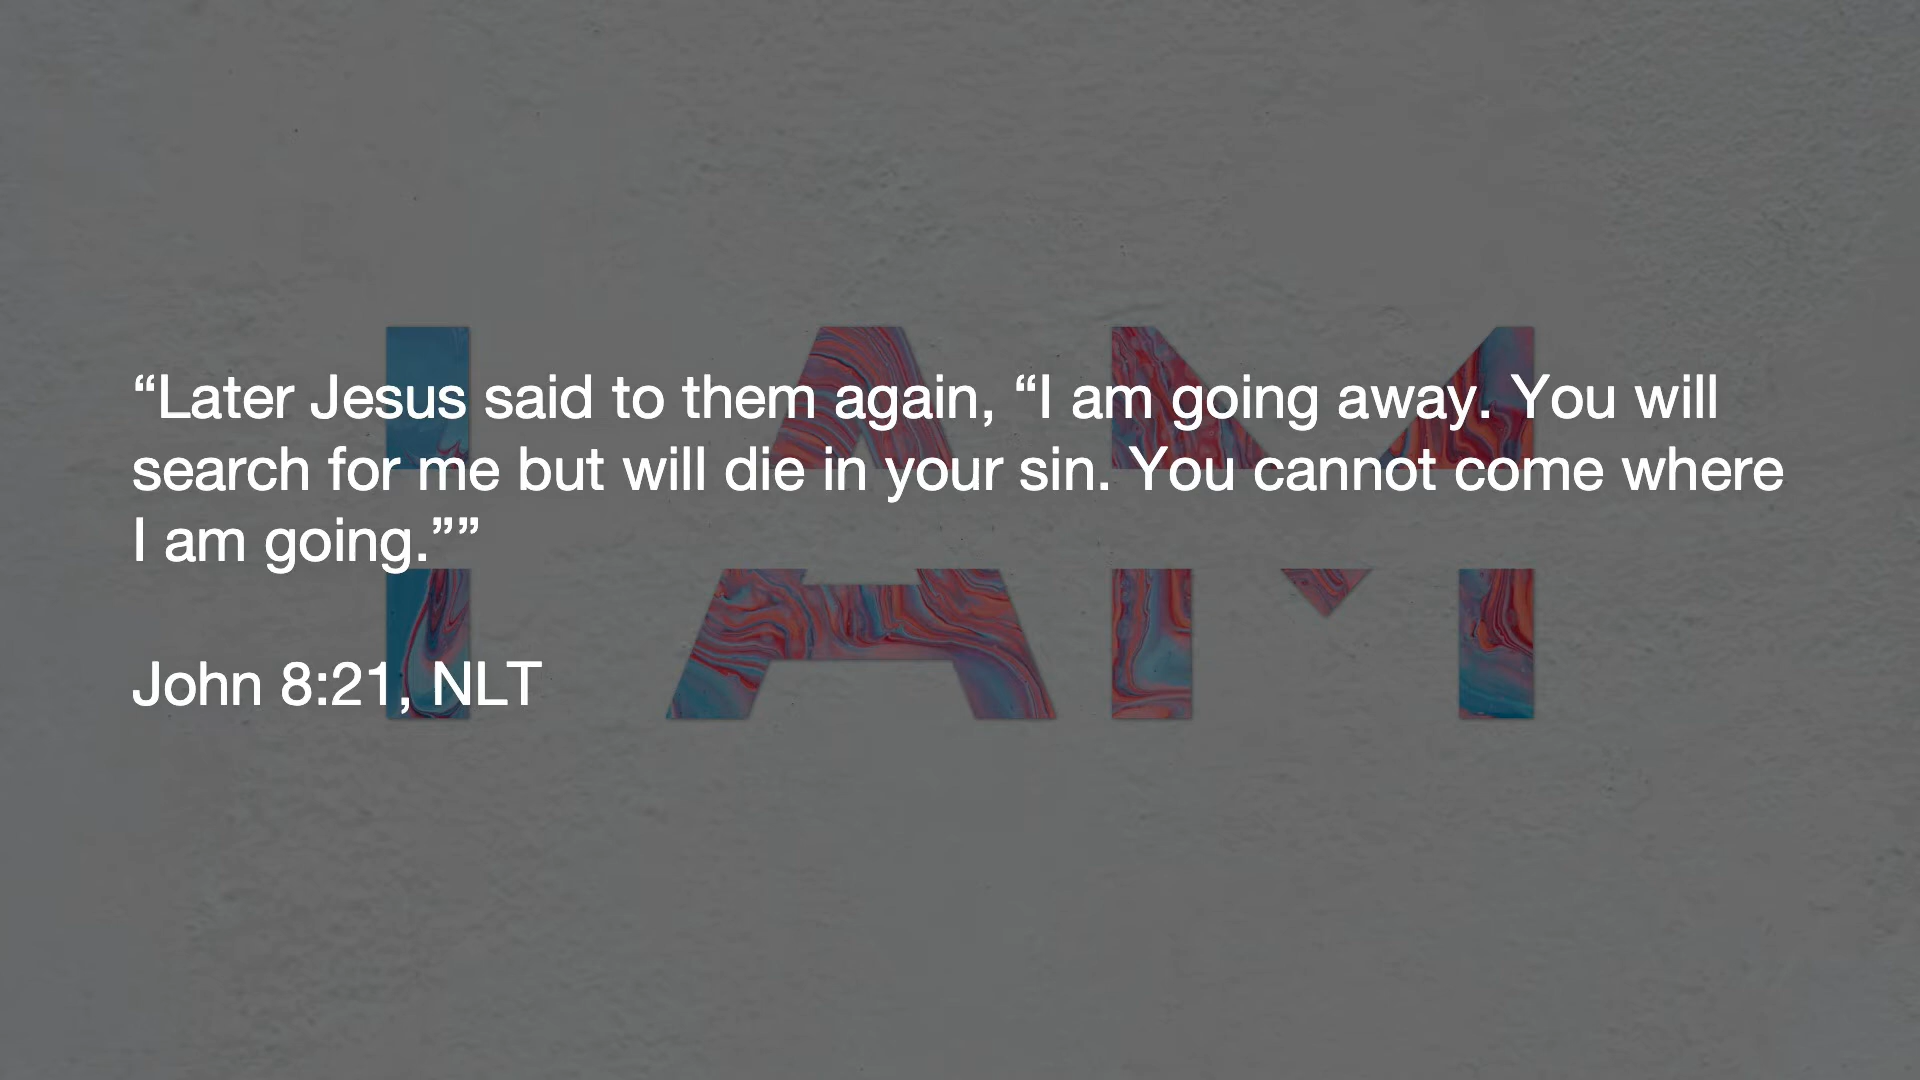 I AM
“Later Jesus said to them again, “I am going away. You will
search for me but will die in your sin. You cannot come where
I am going.””
John 8:21, NLT